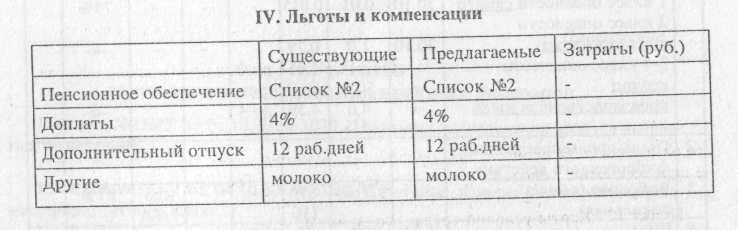 IV. Льготы и компенсации
Существующие Предлагаемые Затраты (руб.)
Пенсионное обеспечение Список №2 Список №2 -
Доплаты 4% 4% -
Дополнительный отпуск 12 раб.дней 12 раб.дней -
Другие молоко молоко